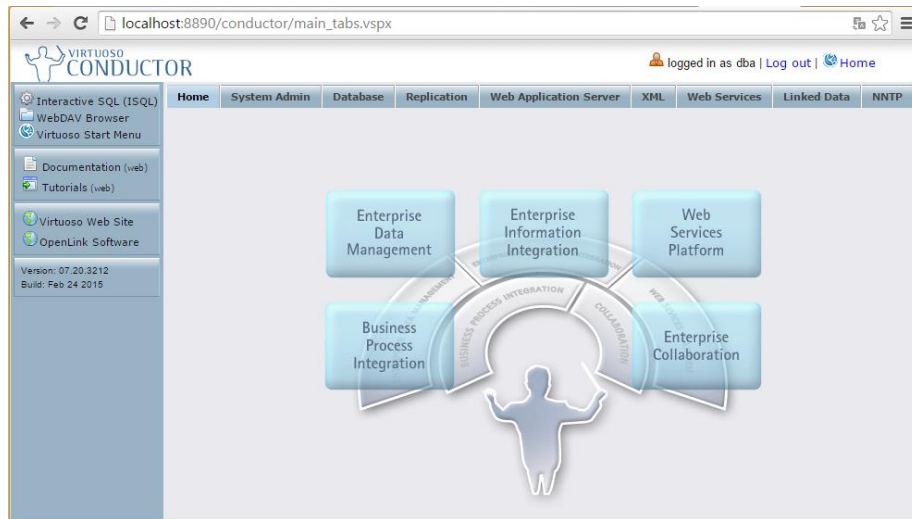 localhost:8890/conductor/main_tabs.vspx
VIRTUOSO
CONDUCTOR
logged in as dba | Log out | Home
Interactive SQL (ISQL)
WebDAV Browser
Virtuoso Start Menu
Documentation (web)
Tutorials (web)
Virtuoso Web Site
OpenLink Software
Version: 07.20.3212
Build: Feb 24 2015
Home System Admin Database Replication Web Application Server XML Web Services Linked Data NNTP
Enterprise
Data
Management
Enterprise
Information
Integration
Web
Services
Platform
Business
Process
Integration
Enterprise
Collaboration
BUSINESS PROCESS INTEGRATION
COLLABORATION